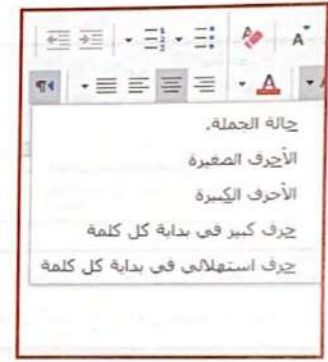 حالة الجملة.
الأحرف الصغيرة
الأحرف الكبيرة
حرف كبير في بداية كل كلمة
حرف استهلالي في بداية كل كلمة